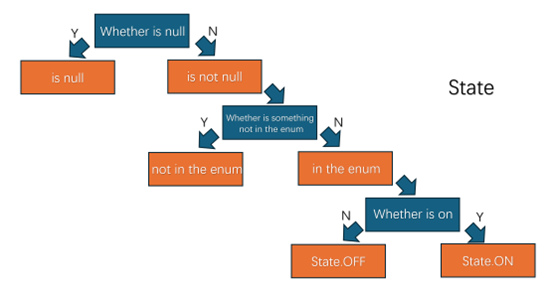 Whether is null
Y
N
is null
is not null
State
Whether is something
not in the enum
Y
N
not in the enum
in the enum
Whether is on
N
Y
State.OFF
State.ON